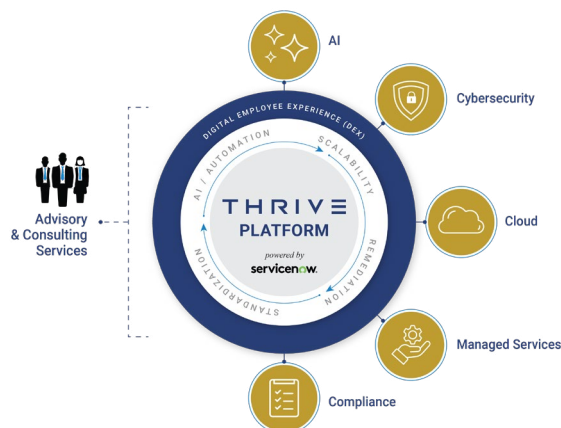 AI
Cybersecurity
Cloud
Managed Services
Compliance
Advisory
& Consulting
Services
DIGITAL EMPLOYEE EXPERIENCE (DEX)
AI / AUTOMATION
SCALABILITY
REMEDIATION
STANDARDIZATION
THRIVE
PLATFORM
powered by
servicenow.